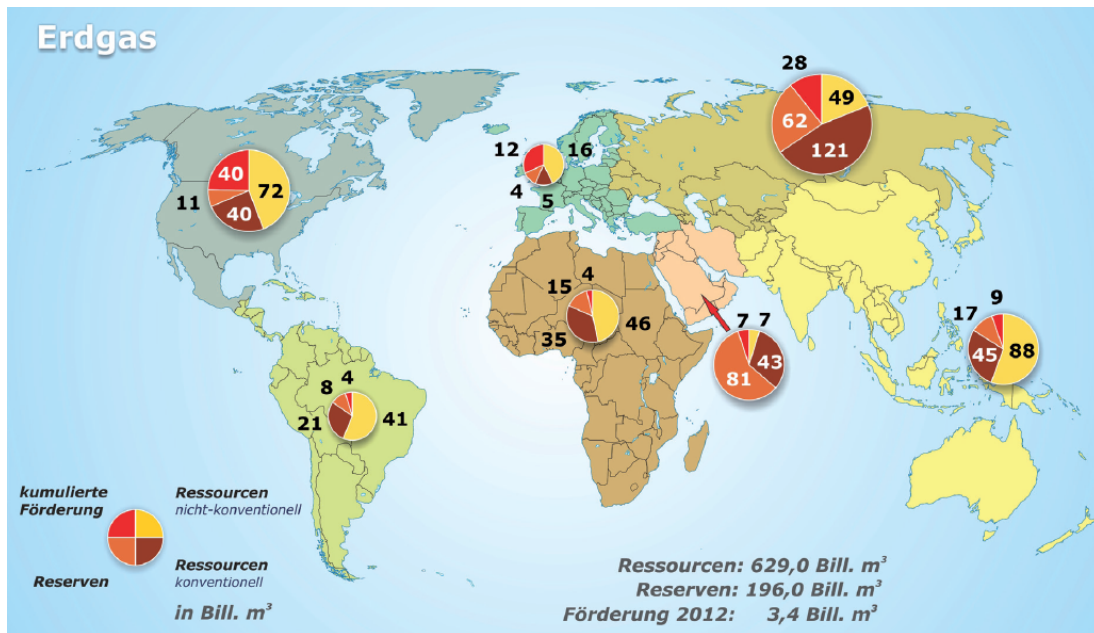 Erdgas
28
49
62
121
12
16
4
5
40
72
11
40
15
4
46
35
7
7
43
81
9
17
88
45
8
4
21
41
kumulierte
Förderung
Ressourcen
nicht-konventionell
Reserven
Ressourcen
konventionell
in Bill. m³
Ressourcen: 629,0 Bill. m³
Reserven: 196,0 Bill. m³
Förderung 2012: 3,4 Bill. m³